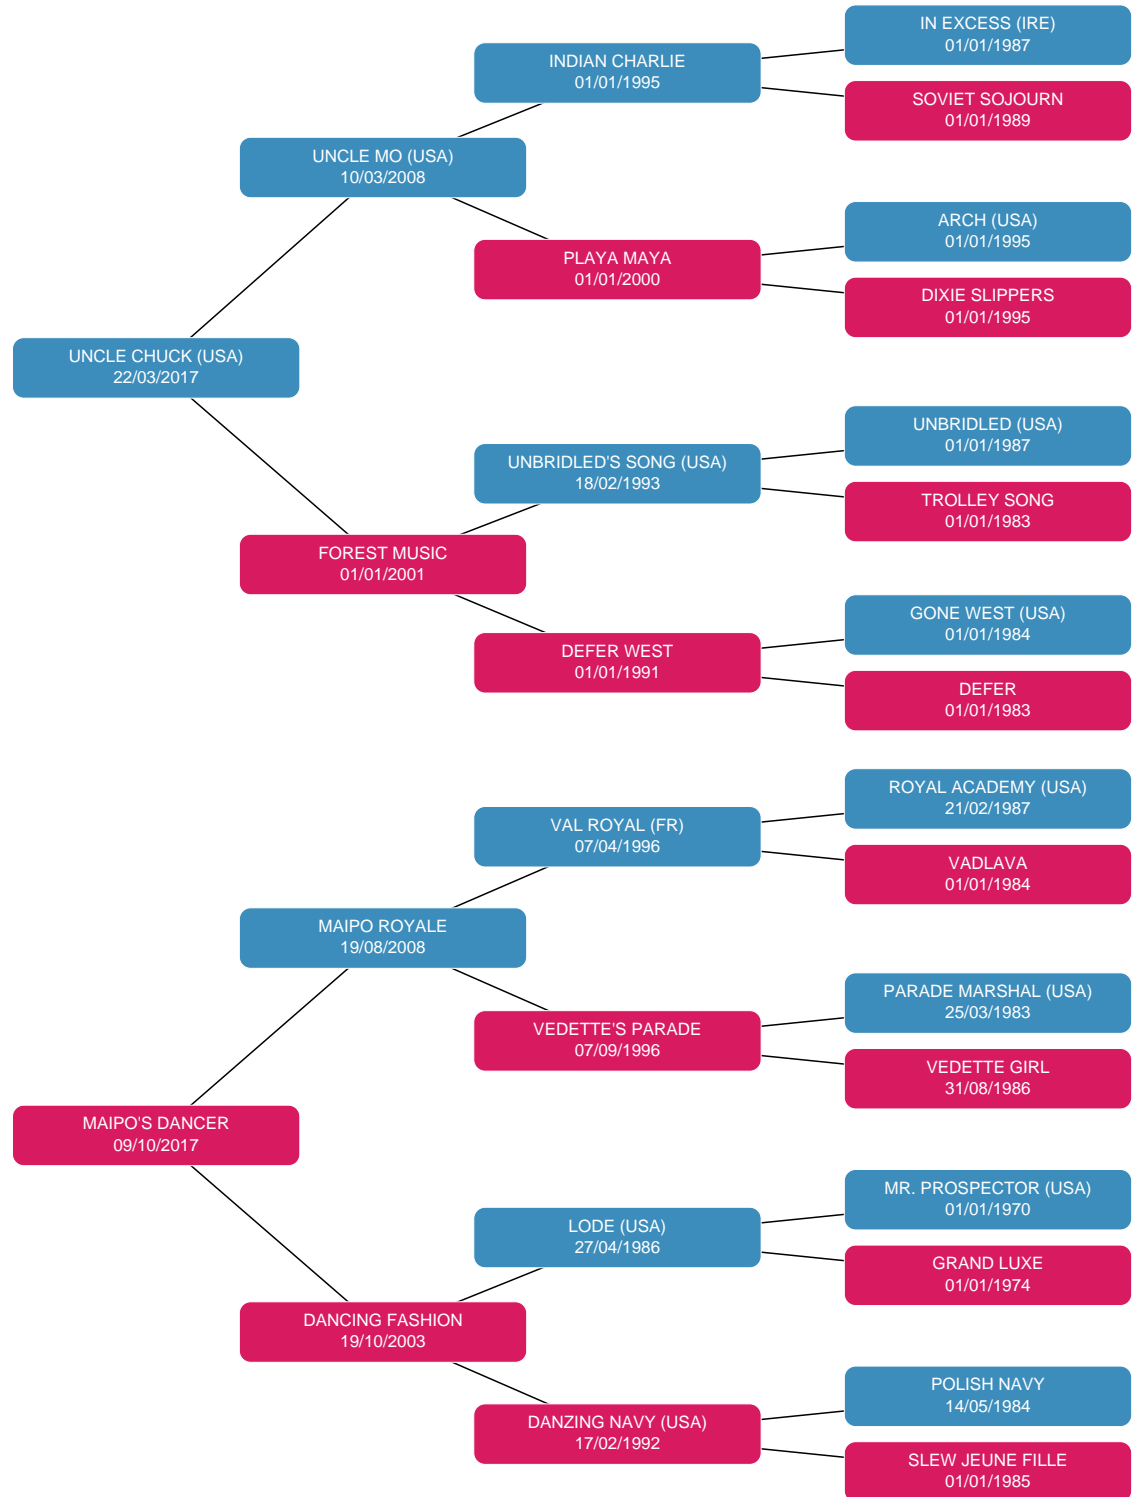 IN EXCESS (IRE)
01/01/1987
INDIAN CHARLIE
01/01/1995
SOVIET SOJOURN
01/01/1989
UNCLE MO (USA)
10/03/2008
ARCH (USA)
01/01/1995
PLAYA MAYA
01/01/2000
DIXIE SLIPPERS
01/01/1995
UNCLE CHUCK (USA)
22/03/2017
UNBRIDLED (USA)
01/01/1987
UNBRIDLED'S SONG (USA)
18/02/1993
TROLLEY SONG
01/01/1983
FOREST MUSIC
01/01/2001
GONE WEST (USA)
01/01/1984
DEFER WEST
01/01/1991
DEFER
01/01/1983
ROYAL ACADEMY (USA)
21/02/1987
VAL ROYAL (FR)
07/04/1996
VADLAVA
01/01/1984
MAIPO ROYALE
19/08/2008
PARADE MARSHAL (USA)
25/03/1983
VEDETTE'S PARADE
07/09/1996
VEDETTE GIRL
31/08/1986
MAIPO'S DANCER
09/10/2017
MR. PROSPECTOR (USA)
01/01/1970
LODE (USA)
27/04/1986
GRAND LUXE
01/01/1974
DANCING FASHION
19/10/2003
POLISH NAVY
14/05/1984
DANZING NAVY (USA)
17/02/1992
SLEW JEUNE FILLE
01/01/1985